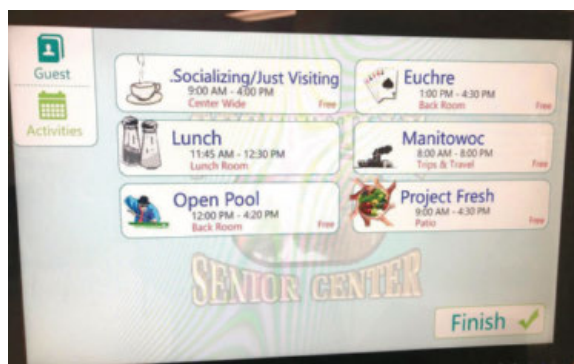 Guest
Activities
.Socializing/Just Visiting
9:00 AM - 4:00 PM
Center Wide Free
Lunch
11:45 AM - 12:30 PM
Lunch Room
Open Pool
12:00 PM - 4:20 PM
Back Room Free
Euchre
1:00 PM - 4:30 PM
Back Room Free
Manitowoc
8:00 AM - 8:00 PM
Trips & Travel Free
Project Fresh
9:00 AM - 4:30 PM
Patio Free
SENIOR CENTER
Finish